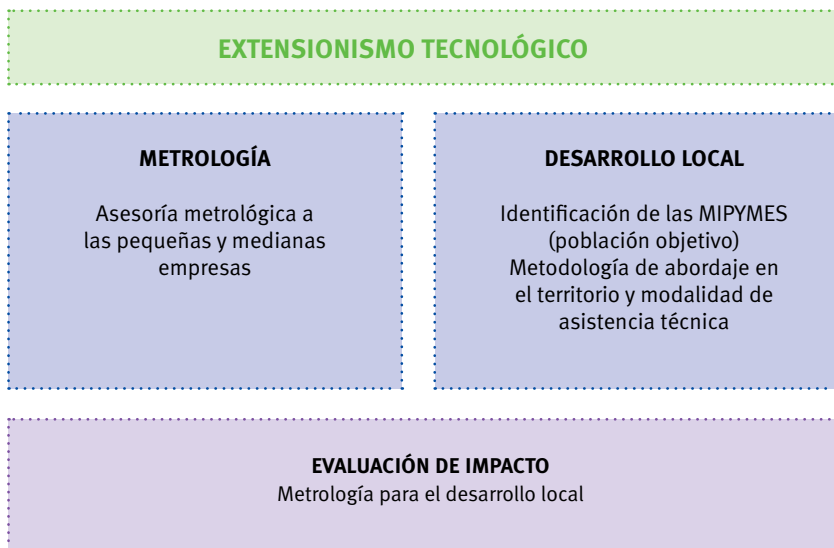 EXTENSIONISMO TECNOLÓGICO
METROLOGÍA
Asesoría metrológica a
las pequeñas y medianas
empresas
DESARROLLO LOCAL
Identificación de las MIPYMES
(población objetivo)
Metodología de abordaje en
el territorio y modalidad de
asistencia técnica
EVALUACIÓN DE IMPACTO
Metrología para el desarrollo local